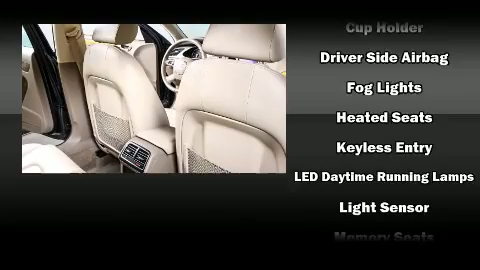 Cup Holder
Driver Side Airbag
Fog Lights
Heated Seats
Keyless Entry
LED Daytime Running Lamps
Light Sensor
Memory Seats